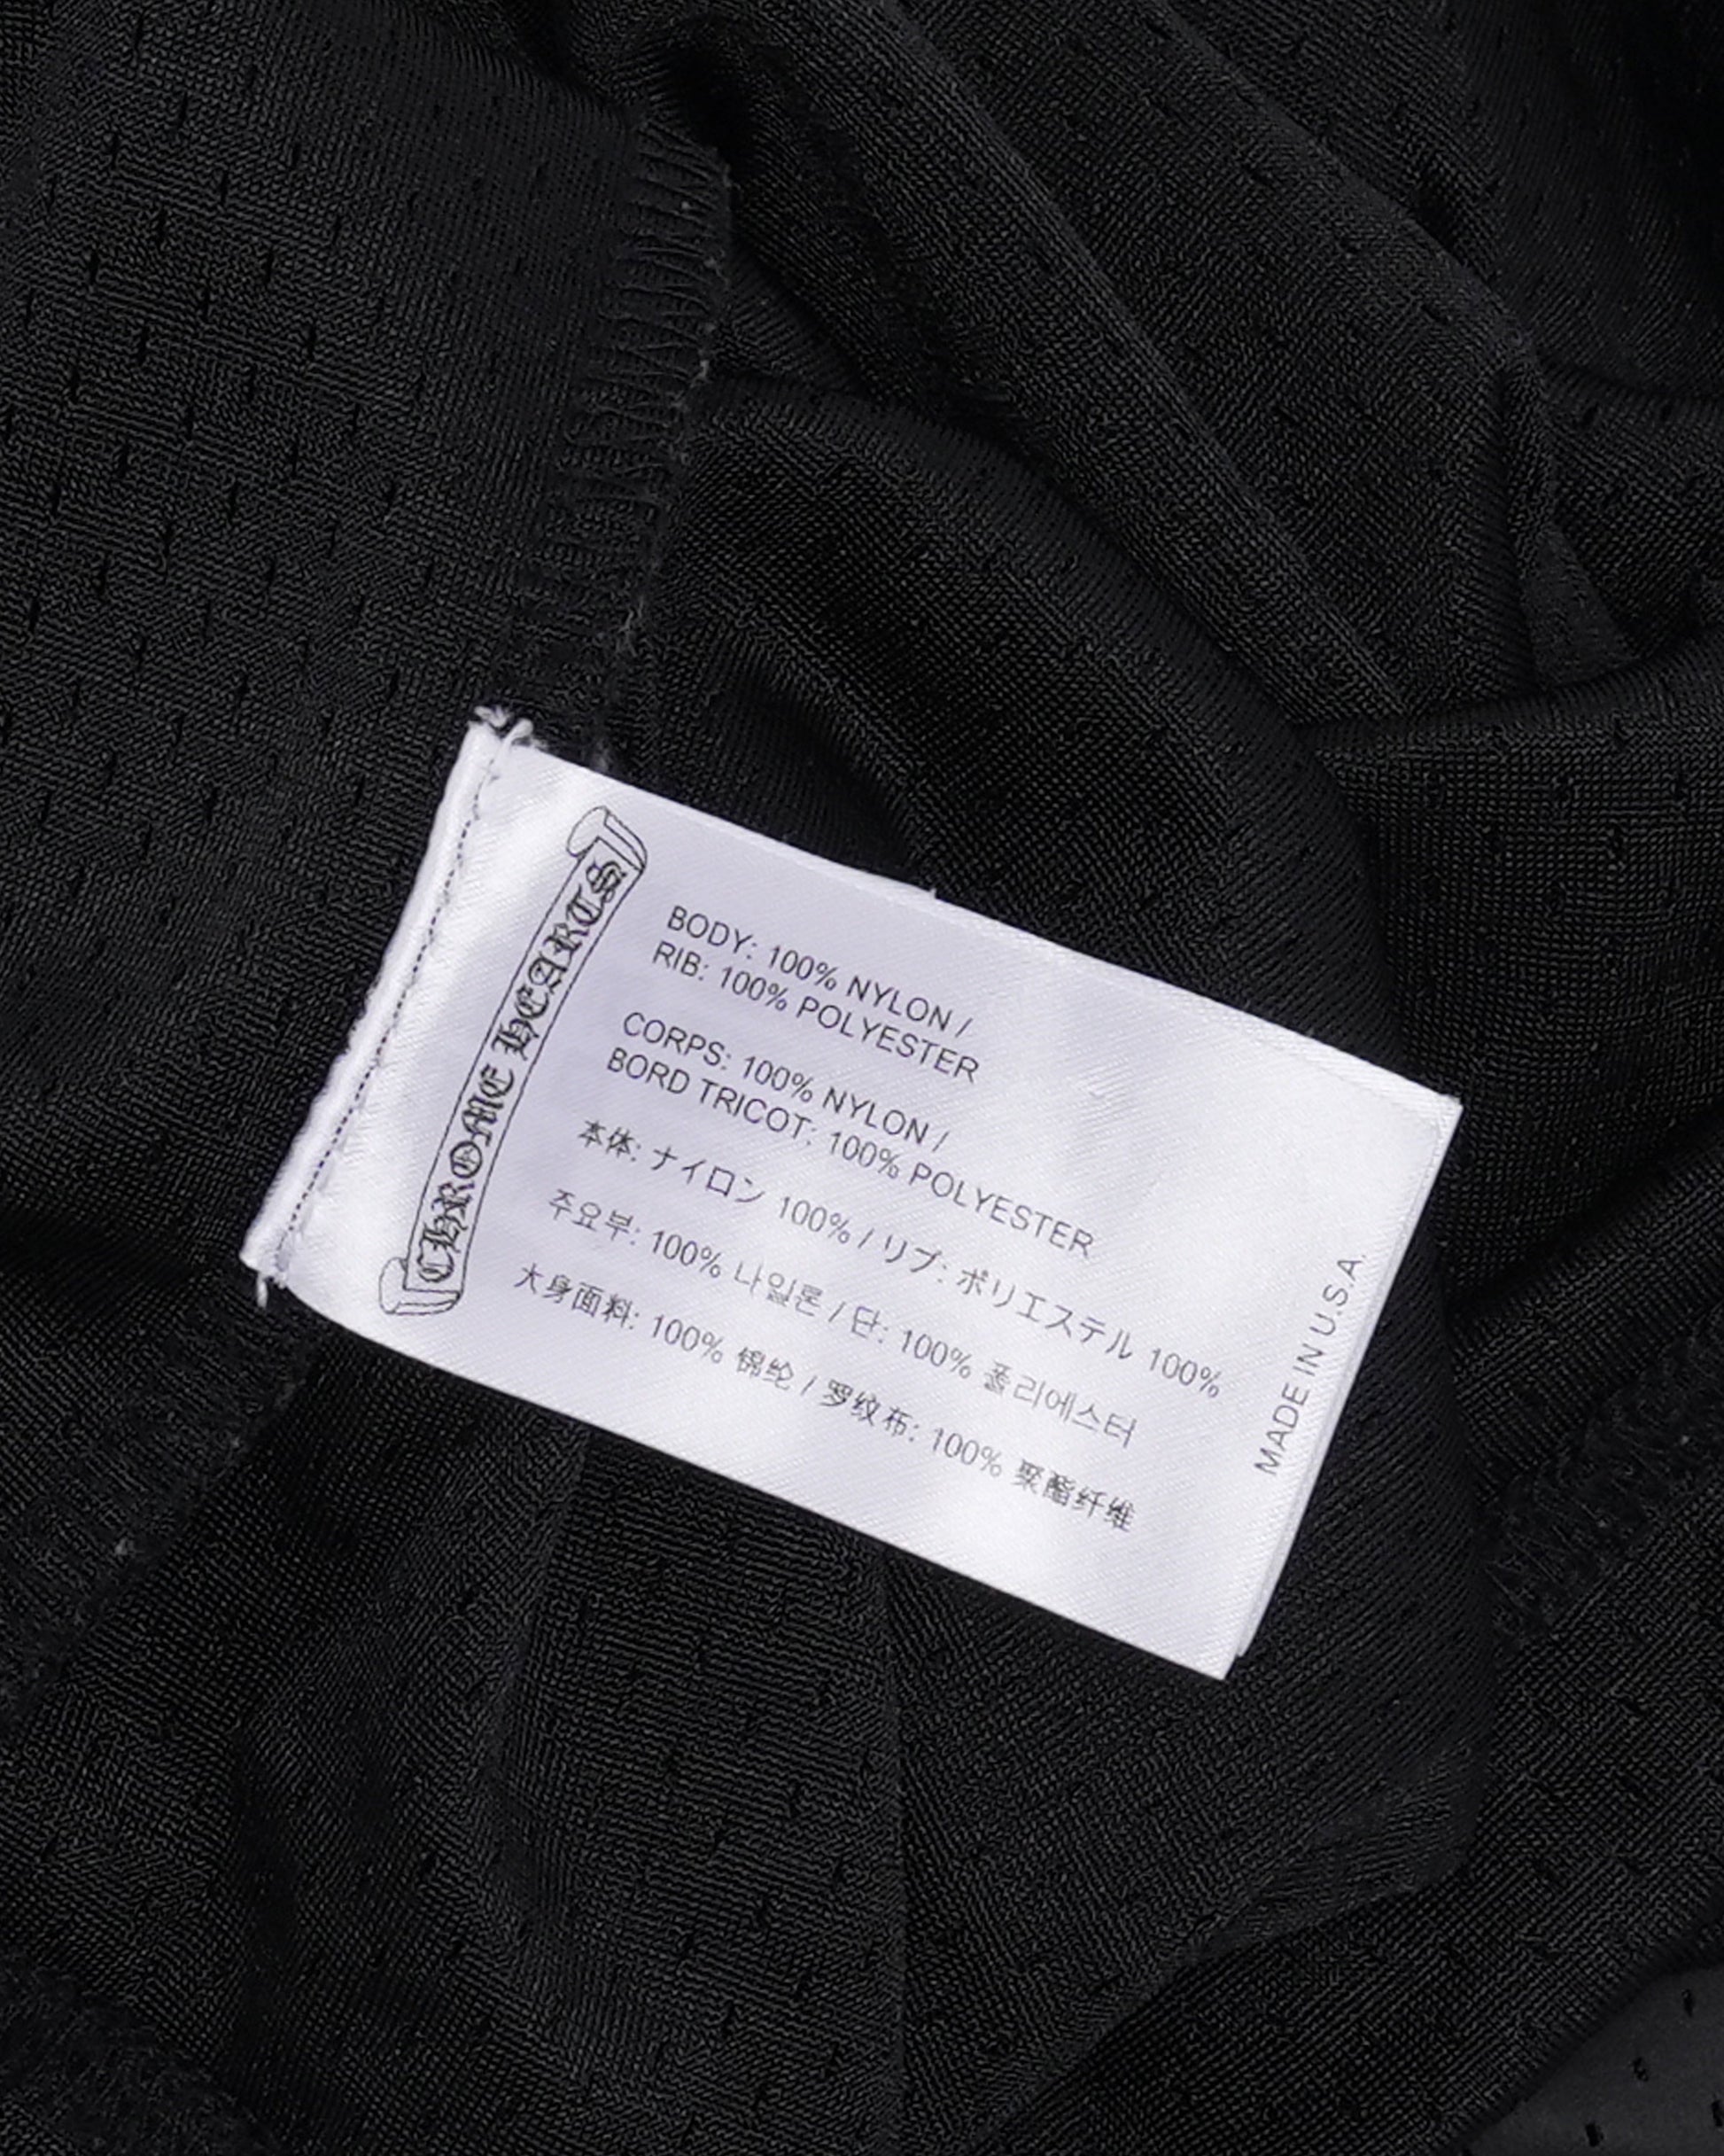 CHROME HEARTS
BODY: 100% NYLON /
RIB: 100% POLYESTER
CORPS: 100% NYLON /
BORD TRICOT: 100% POLYESTER
本体: ナイロン 100% / リブ: ポリエステル 100%
주요부: 100% 나일론 / 단: 100% 폴리에스터
大身面料: 100% 锦纶 / 罗纹布: 100% 聚酯纤维
MADE IN U.S.A.